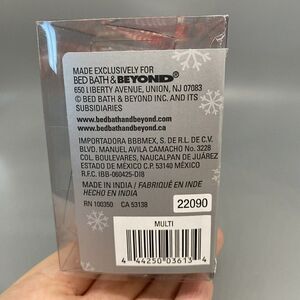 MADE EXCLUSIVELY FOR
BED BATH & BEYOND®
650 LIBERTY AVENUE, UNION, NJ 07083
© BED BATH & BEYOND INC. AND ITS
SUBSIDIARIES
www.bedbathandbeyond.com
www.bedbathandbeyond.ca
IMPORTADORA BBBMEX, S. DE R.L. DE C.V.
BLVD. MANUEL AVILA CAMACHO No. 3228
COL. BOULEVARES, NAUCALPAN DE JUÁREZ
ESTADO DE MÉXICO C.P. 53140 MÉXICO
R.F.C. IBB-060425-DI8
MADE IN INDIA / FABRIQUÉ EN INDE
HECHO EN INDIA
RN 100350 CA 53138
22090
MULTI
4 44250 03613 4